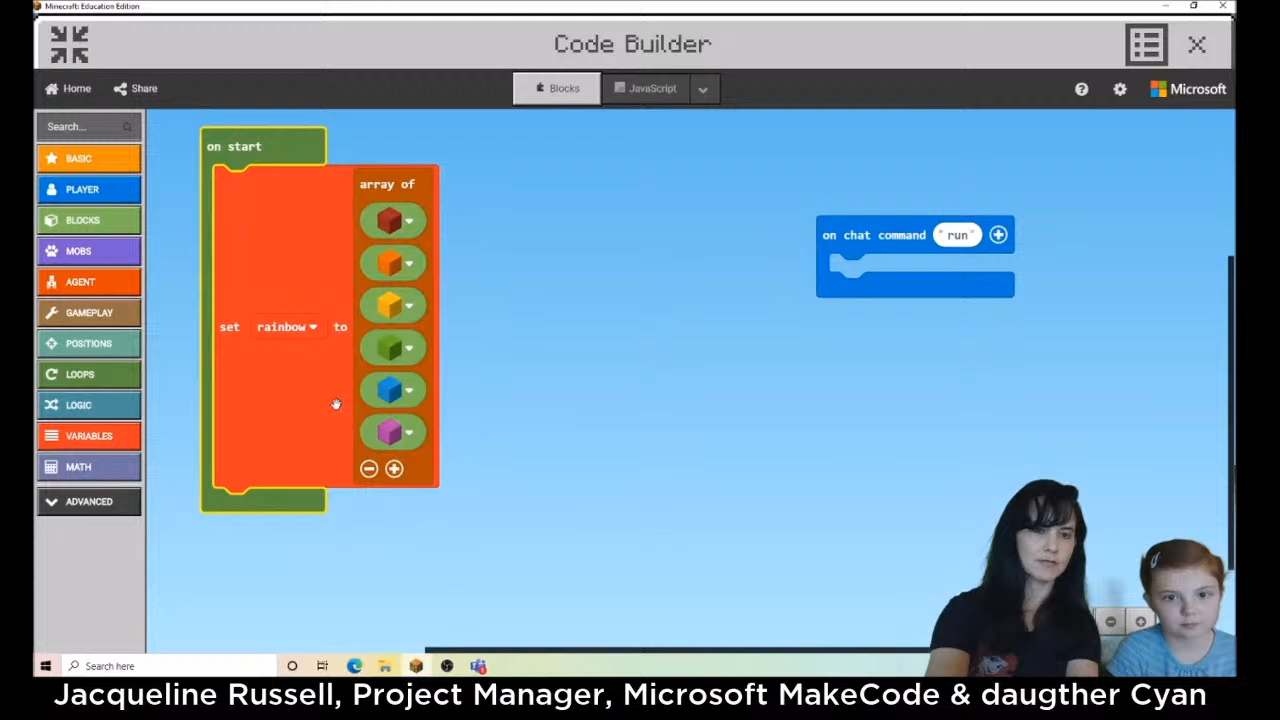 Minecraft: Education Edition
Code Builder
Home
Share
Blocks
JavaScript
Microsoft
Search...
BASIC
PLAYER
BLOCKS
MOBS
AGENT
GAMEPLAY
POSITIONS
LOOPS
LOGIC
VARIABLES
MATH
ADVANCED
on start
array of
set rainbow to
on chat command "run"
Search here
Jacqueline Russell, Project Manager, Microsoft MakeCode & daugther Cyan